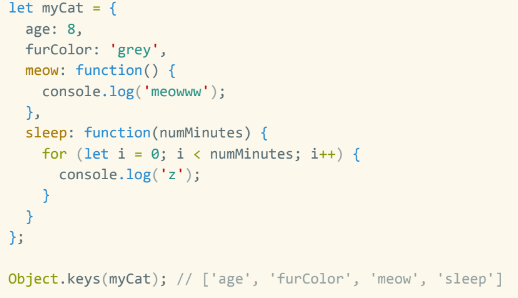 let myCat = {
  age: 8,
  furColor: 'grey',
  meow: function() {
    console.log('meowww');
  },
  sleep: function(numMinutes) {
    for (let i = 0; i < numMinutes; i++) {
      console.log('z');
    }
  }
};

Object.keys(myCat); // ['age', 'furColor', 'meow', 'sleep']